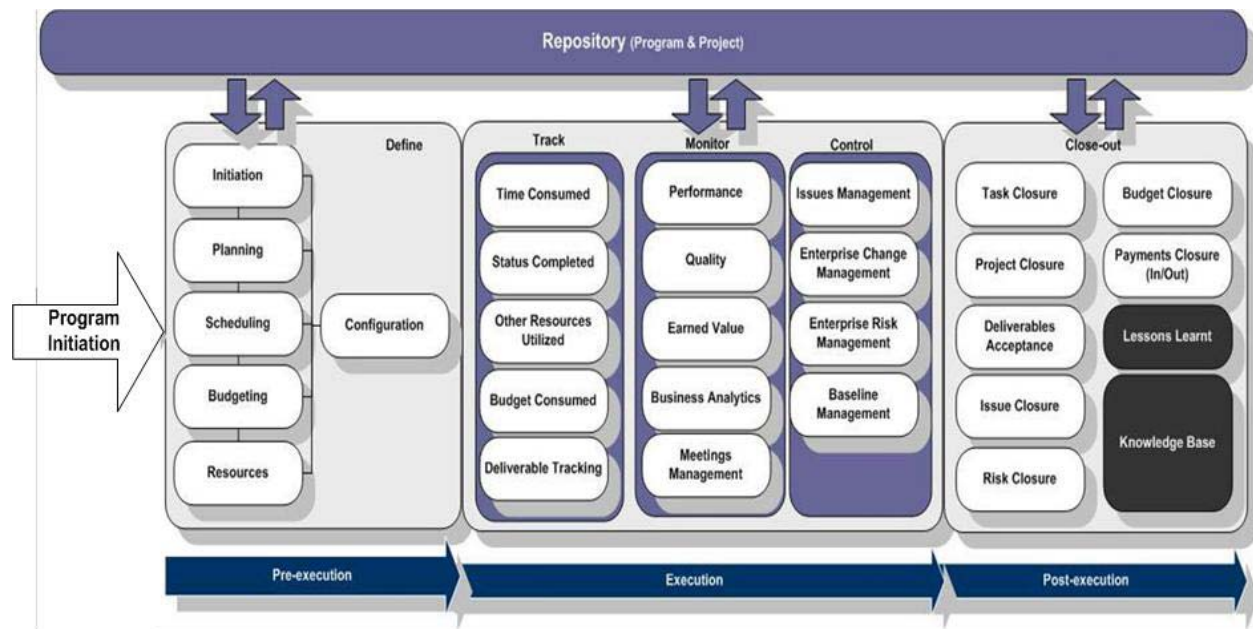 Repository (Program & Project)
Define
Initiation
Planning
Scheduling
Budgeting
Resources
Configuration
Program
Initiation
Track
Time Consumed
Status Completed
Other Resources
Utilized
Budget Consumed
Deliverable Tracking
Monitor
Performance
Quality
Earned Value
Business Analytics
Meetings
Management
Control
Issues Management
Enterprise Change
Management
Enterprise Risk
Management
Baseline
Management
Close-out
Task Closure
Project Closure
Deliverables
Acceptance
Issue Closure
Risk Closure
Budget Closure
Payments Closure
(In/Out)
Lessons Learnt
Knowledge Base
Pre-execution
Execution
Post-execution